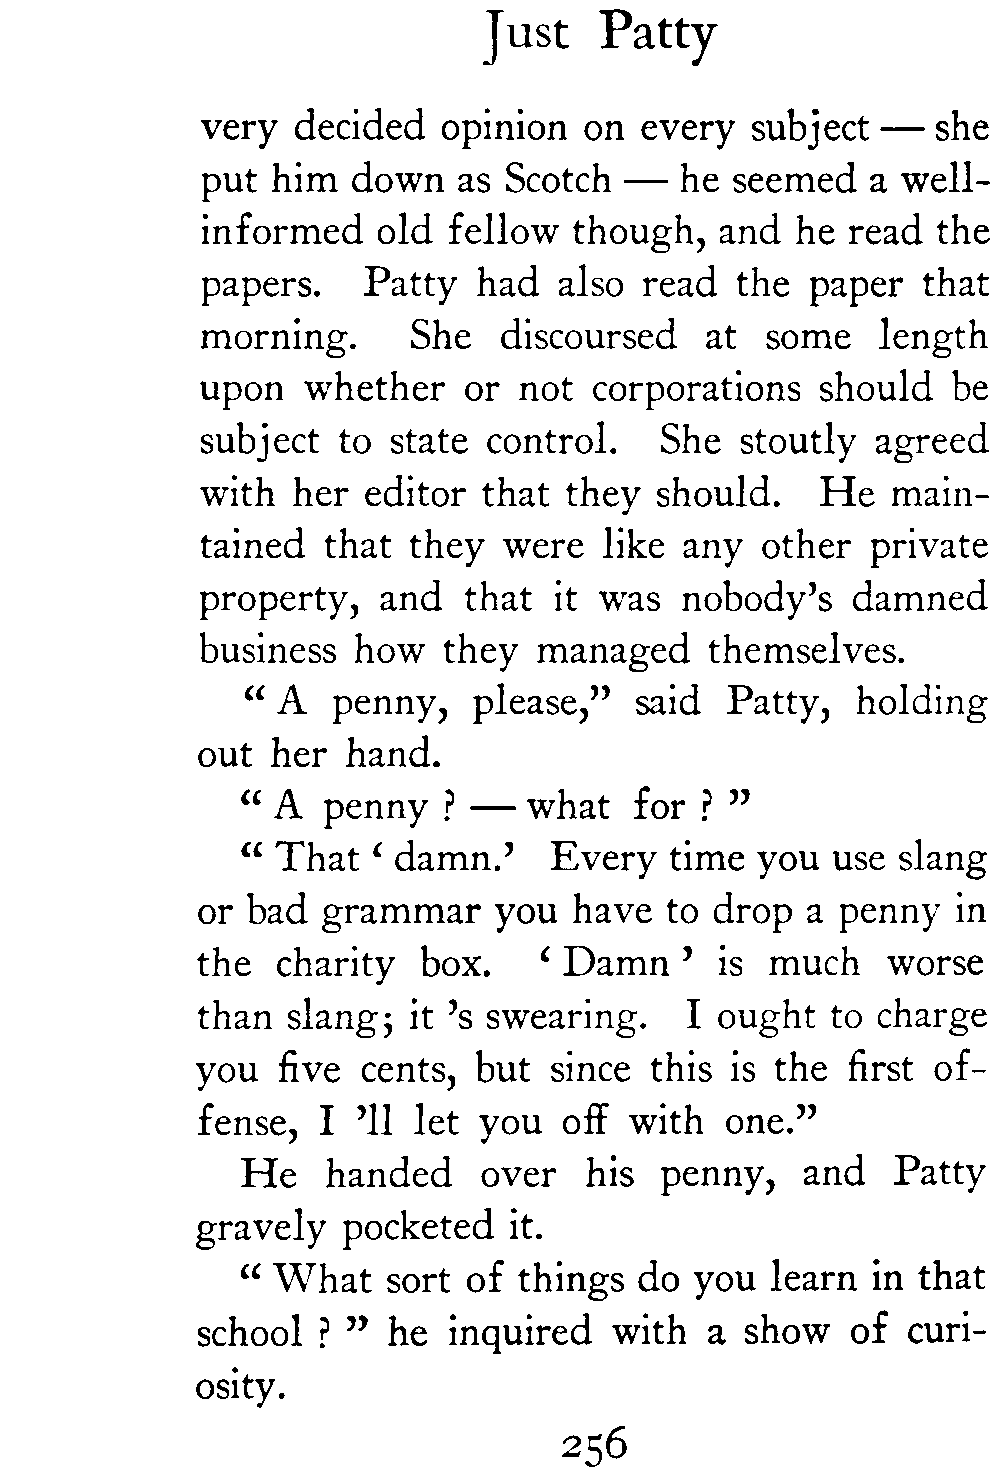 Just Patty
very decided opinion on every subject — she
put him down as Scotch — he seemed a well-
informed old fellow though, and he read the
papers. Patty had also read the paper that
morning. She discoursed at some length
upon whether or not corporations should be
subject to state control. She stoutly agreed
with her editor that they should. He main-
tained that they were like any other private
property, and that it was nobody's damned
business how they managed themselves.
“ A penny, please,” said Patty, holding
out her hand.
“ A penny ? — what for ? ”
“ That ‘ damn.’ Every time you use slang
or bad grammar you have to drop a penny in
the charity box. ‘ Damn ’ is much worse
than slang; it 's swearing. I ought to charge
you five cents, but since this is the first of-
fense, I 'll let you off with one.”
He handed over his penny, and Patty
gravely pocketed it.
“ What sort of things do you learn in that
school ? ” he inquired with a show of curi-
osity.
256